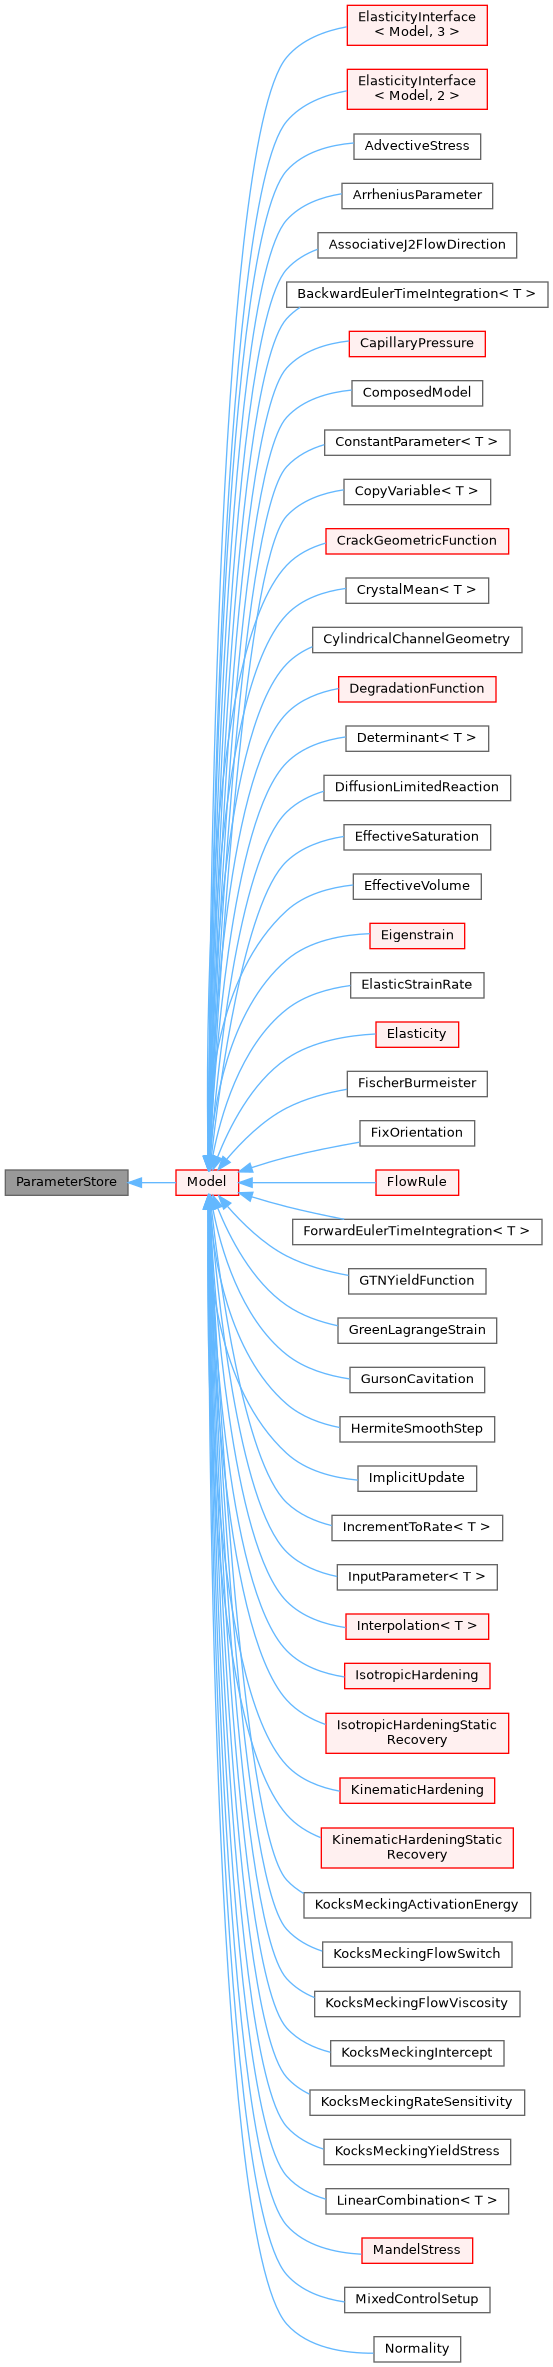 ElasticityInterface
< Model, 3 >
ElasticityInterface
< Model, 2 >
AdvectiveStress
ArrheniusParameter
AssociativeJ2FlowDirection
BackwardEulerTimeIntegration< T >
CapillaryPressure
ComposedModel
ConstantParameter< T >
CopyVariable< T >
CrackGeometricFunction
CrystalMean< T >
CylindricalChannelGeometry
DegradationFunction
Determinant< T >
DiffusionLimitedReaction
EffectiveSaturation
EffectiveVolume
Eigenstrain
ElasticStrainRate
Elasticity
FischerBurmeister
FixOrientation
ParameterStore
Model
FlowRule
ForwardEulerTimeIntegration< T >
GTNYieldFunction
GreenLagrangeStrain
GursonCavitation
HermiteSmoothStep
ImplicitUpdate
IncrementToRate< T >
InputParameter< T >
Interpolation< T >
IsotropicHardening
IsotropicHardeningStatic
Recovery
KinematicHardening
KinematicHardeningStatic
Recovery
KocksMeckingActivationEnergy
KocksMeckingFlowSwitch
KocksMeckingFlowViscosity
KocksMeckingIntercept
KocksMeckingRateSensitivity
KocksMeckingYieldStress
LinearCombination< T >
MandelStress
MixedControlSetup
Normality